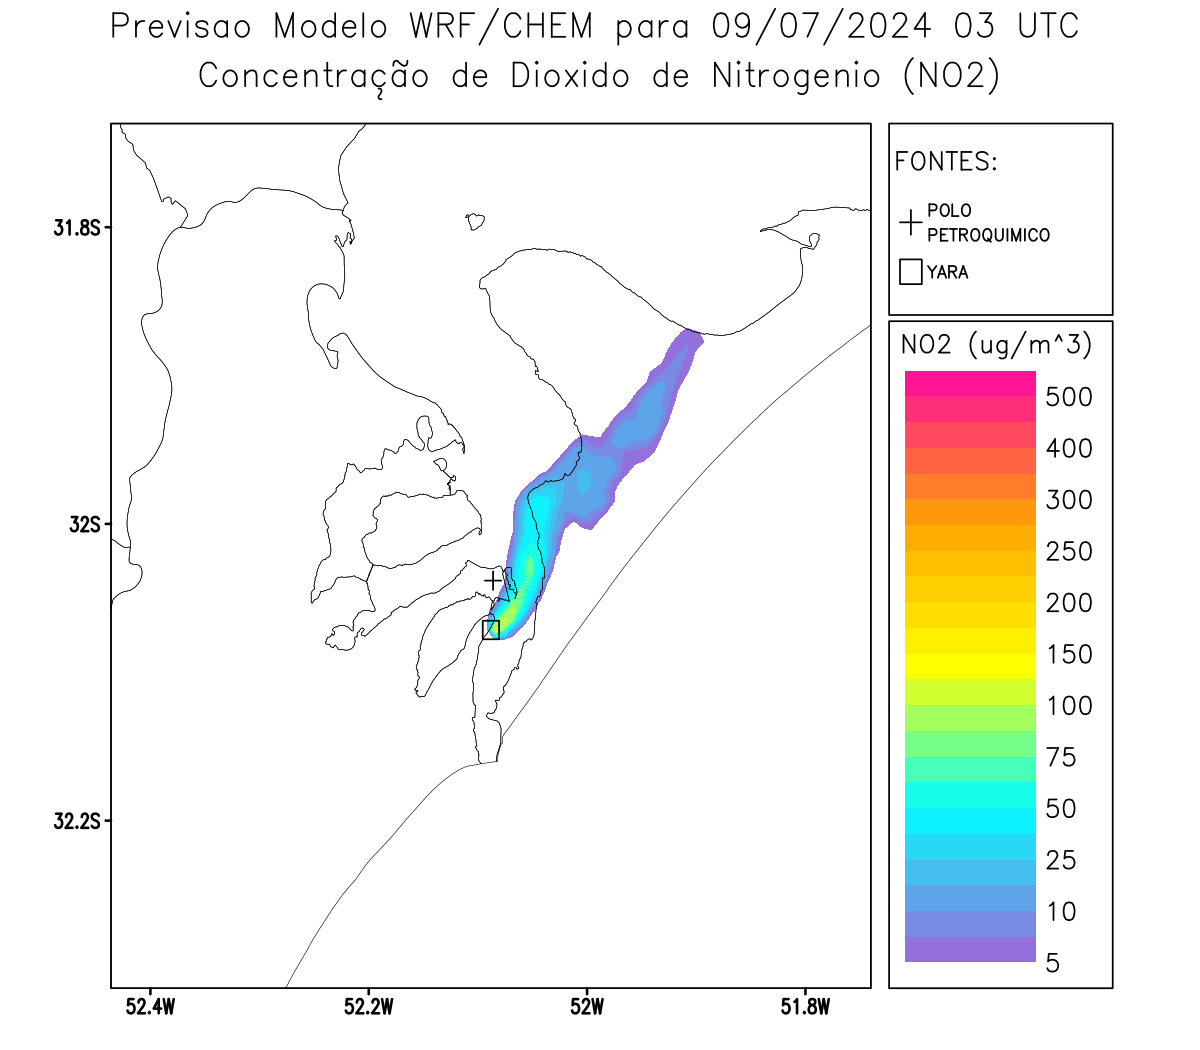 Previsao Modelo WRF/CHEM para 09/07/2024 03 UTC
Concentração de Dioxido de Nitrogenio (NO2)
FONTES:
POLO
PETROQUIMICO
YARA
31.8S
32S
32.2S
52.4W
52.2W
52W
51.8W
NO2 (ug/m^3)
500
400
300
250
200
150
100
75
50
25
10
5